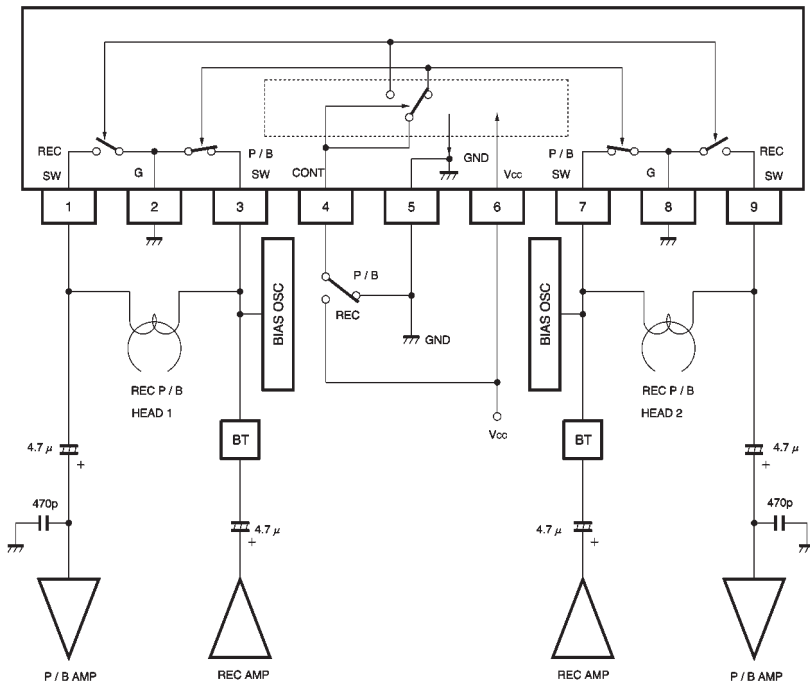 REC
SW
G
P / B
SW
CONT
GND
Vcc
P / B
SW
G
REC
SW
1
2
3
4
5
6
7
8
9
P / B
REC
BIAS OSC
BIAS OSC
GND
REC P / B
HEAD 1
REC P / B
HEAD 2
Vcc
4.7 μ
+
BT
BT
4.7 μ
+
470p
470p
4.7 μ
+
4.7 μ
+
P / B AMP
REC AMP
REC AMP
P / B AMP